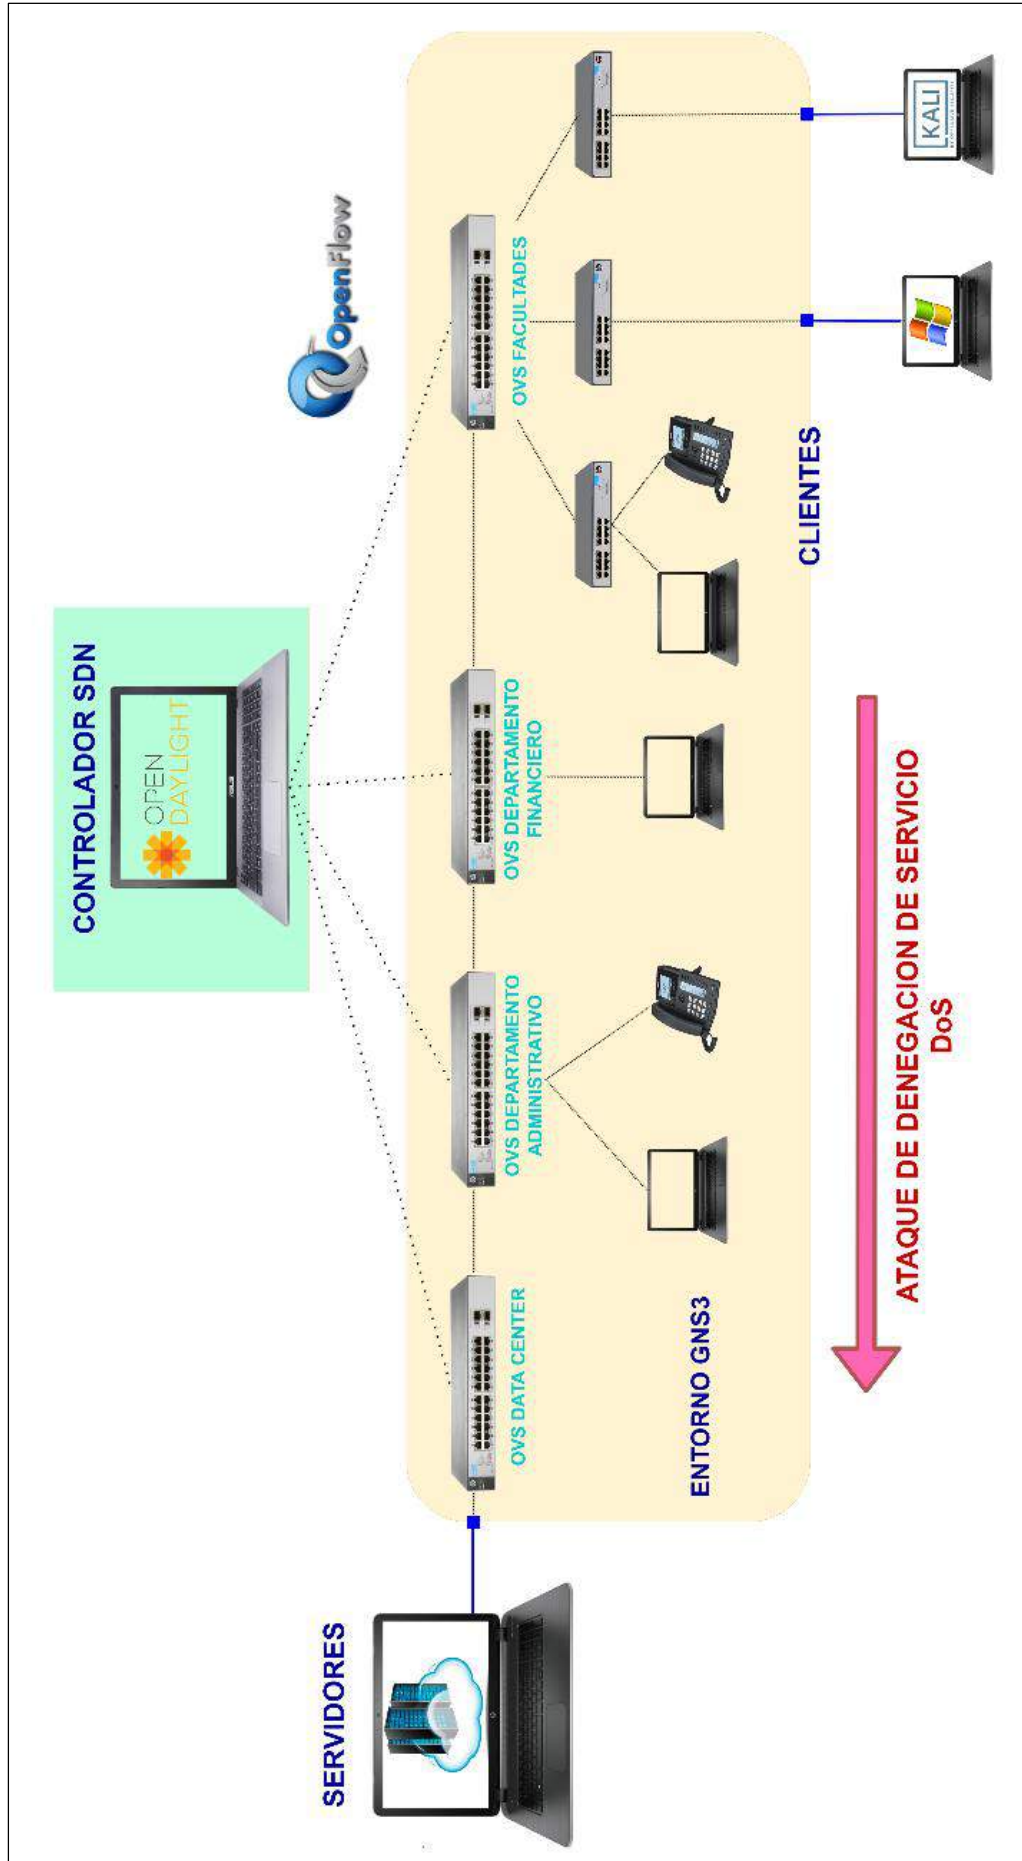 CONTROLADOR SDN
OPEN
DAYLIGHT
OpenFlow
SERVIDORES
OVS DATA CENTER
OVS DEPARTAMENTO
ADMINISTRATIVO
OVS DEPARTAMENTO
FINANCIERO
OVS FACULTADES
ENTORNO GNS3
CLIENTES
KALI
ATAQUE DE DENEGACION DE SERVICIO
DoS